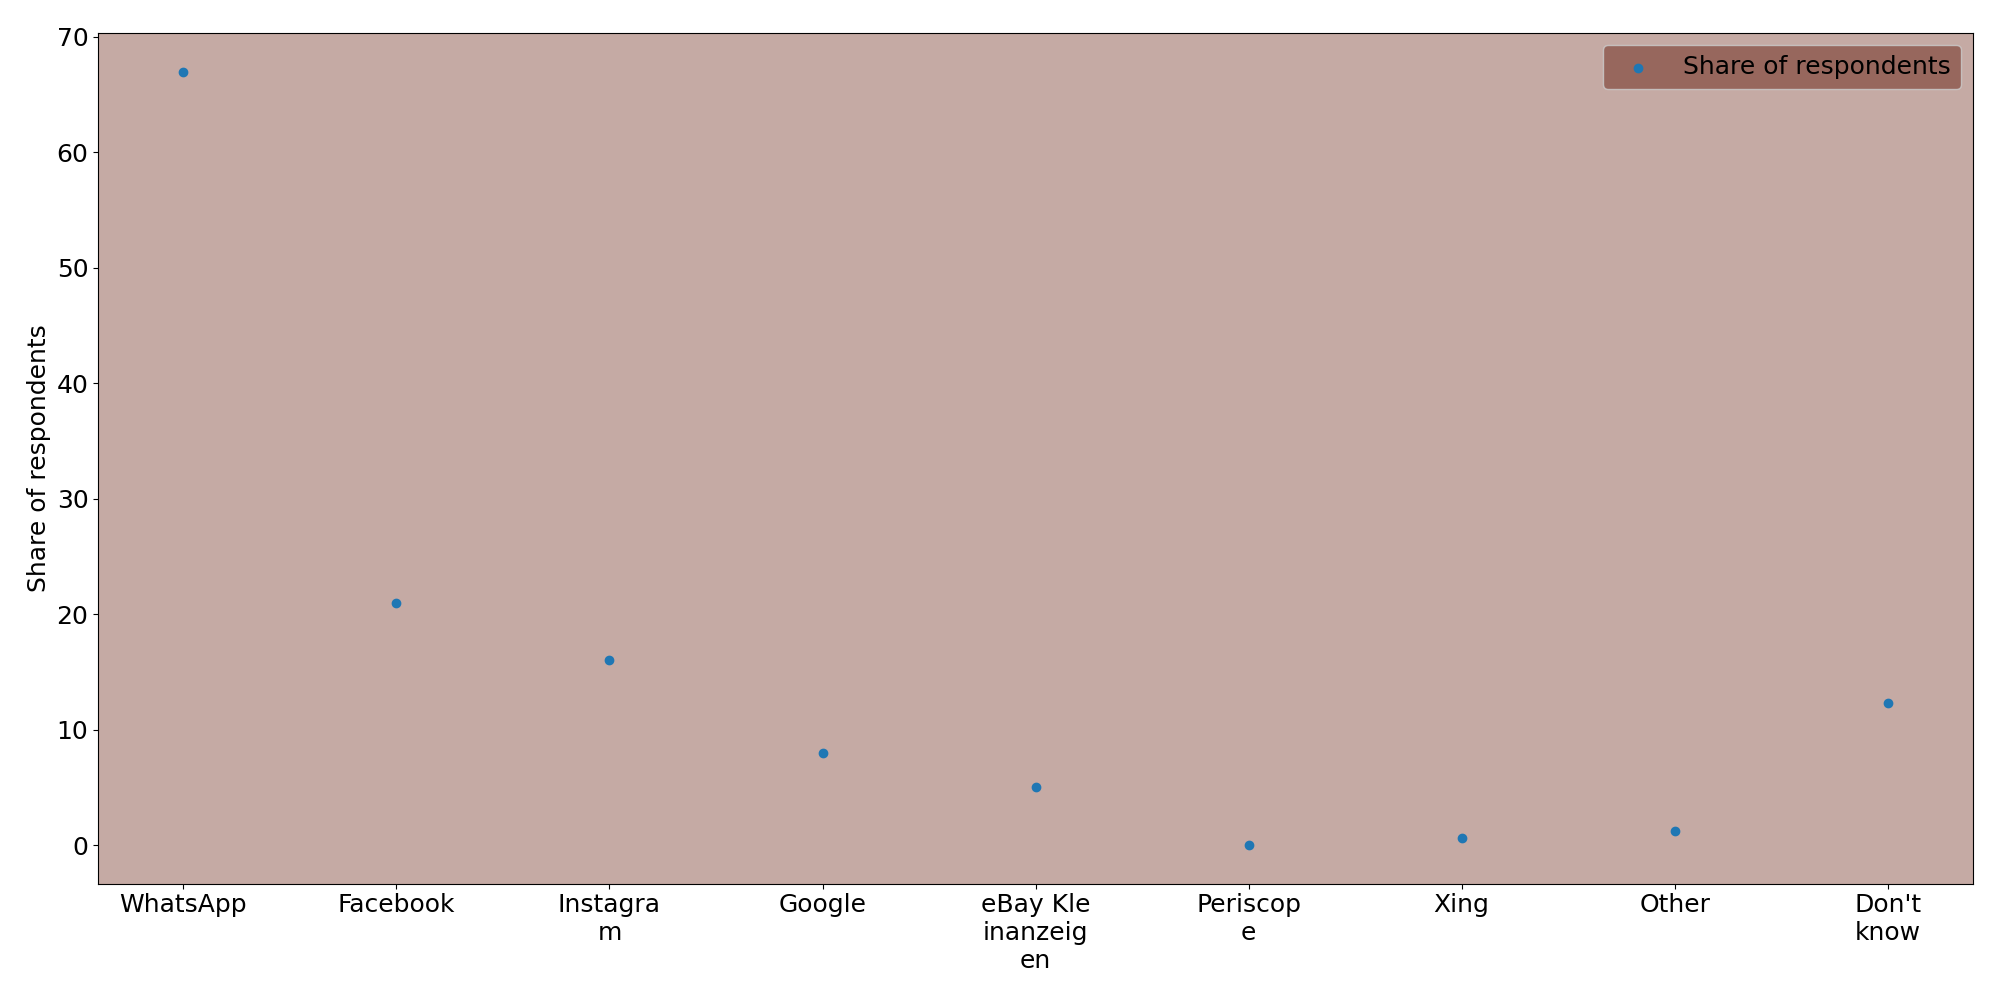 70
60
50
40
30
20
10
0
Share of respondents
Share of respondents
WhatsApp
Facebook
Instagra
m
Google
eBay Kle
inanzeig
en
Periscop
e
Xing
Other
Don't
know